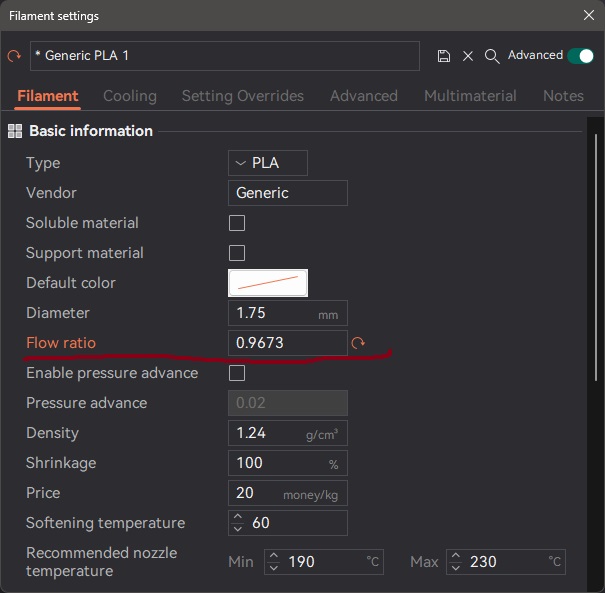 Filament settings
* Generic PLA 1
Advanced
Filament Cooling Setting Overrides Advanced Multimaterial Notes
Basic information
Type PLA
Vendor Generic
Soluble material
Support material
Default color
Diameter 1.75 mm
Flow ratio 0.9673
Enable pressure advance
Pressure advance 0.02
Density 1.24 g/cm³
Shrinkage 100 %
Price 20 money/kg
Softening temperature 60
Recommended nozzle
temperature Min 190 °C Max 230 °C